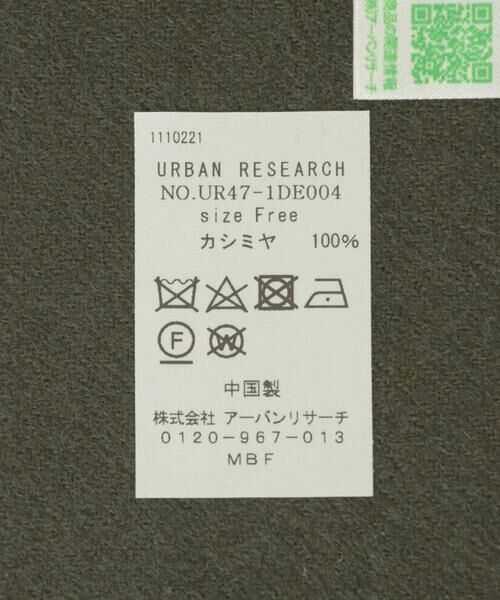 1110221
URBAN RESEARCH
NO.UR47-1DE004
size Free
カシミヤ 100%
F
W
中国製
株式会社 アーバンリサーチ
0120-967-013
MBF